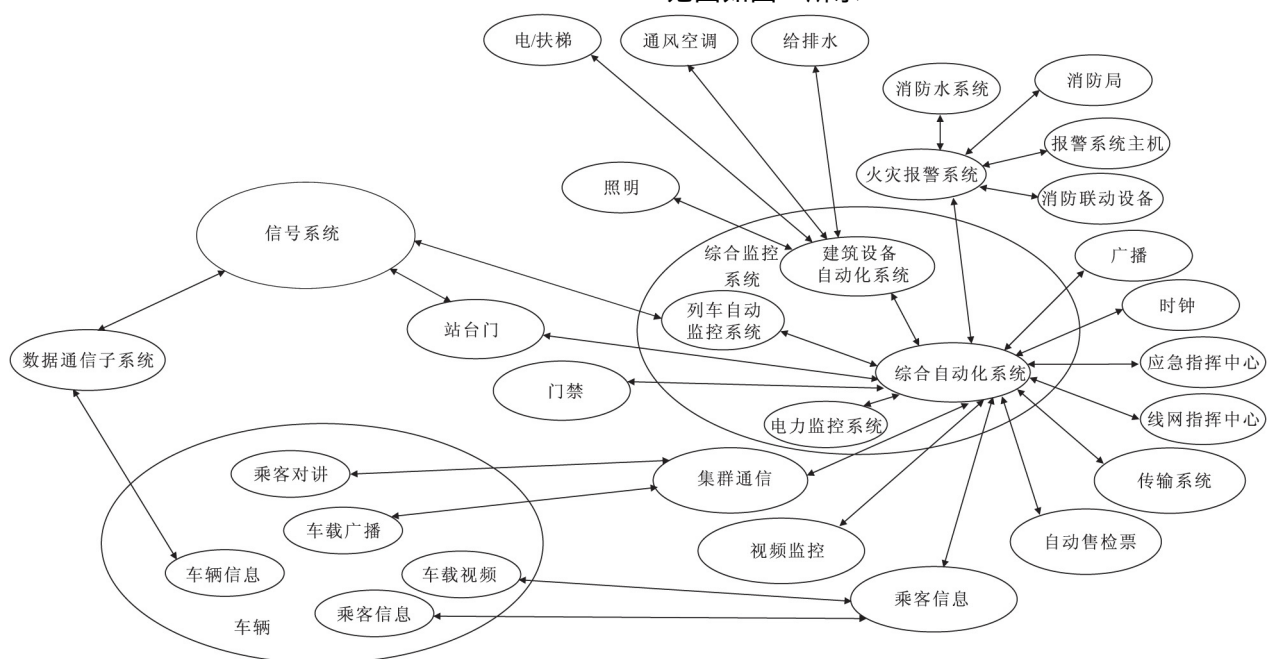 电/扶梯
通风空调
给排水
消防水系统
消防局
报警系统主机
火灾报警系统
消防联动设备
照明
信号系统
综合监控
系统
建筑设备
自动化系统
广播
列车自动
监控系统
时钟
站台门
数据通信子系统
综合自动化系统
应急指挥中心
门禁
电力监控系统
线网指挥中心
乘客对讲
集群通信
传输系统
车载广播
视频监控
自动售检票
车辆信息
车载视频
乘客信息
乘客信息
车辆